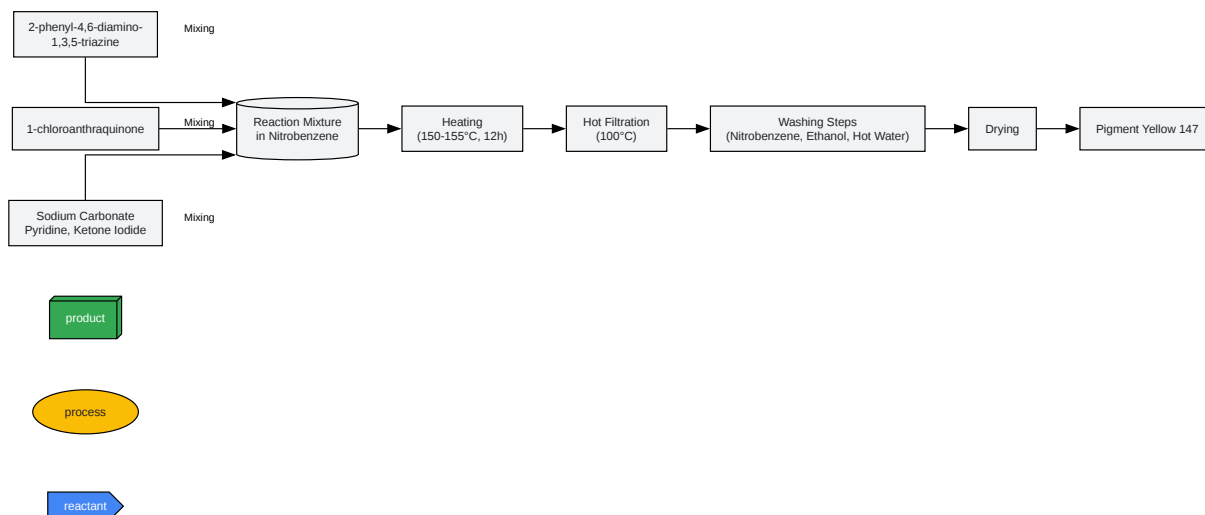 2-phenyl-4,6-diamino-
1,3,5-triazine
Mixing
1-chloroanthraquinone
Mixing
Sodium Carbonate
Pyridine, Ketone Iodide
Mixing
Reaction Mixture
in Nitrobenzene
Heating
(150-155°C, 12h)
Hot Filtration
(100°C)
Washing Steps
(Nitrobenzene, Ethanol, Hot Water)
Drying
Pigment Yellow 147
product
process
reactant